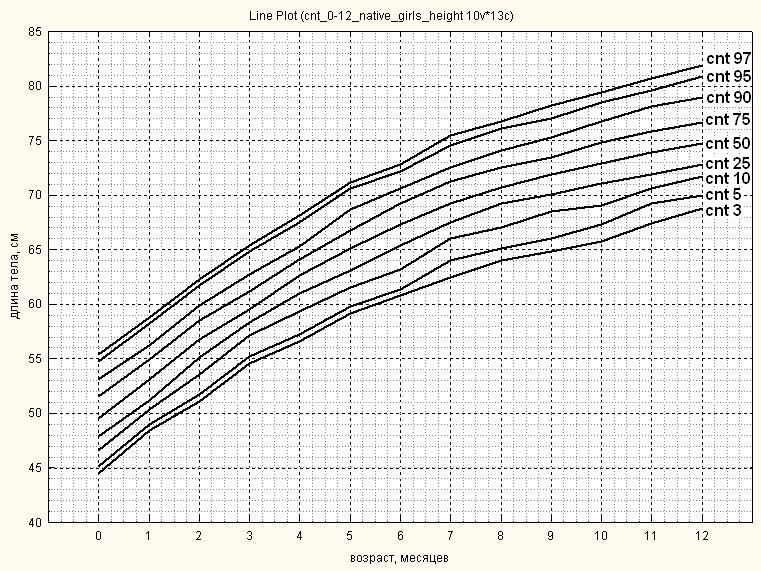 Line Plot (cnt_0-12_native_girls_height 10v*13c)
85
80
75
70
65
60
55
50
45
40
длина тела, см
cnt 97
cnt 95
cnt 90
cnt 75
cnt 50
cnt 25
cnt 10
cnt 5
cnt 3
0 1 2 3 4 5 6 7 8 9 10 11 12
возраст, месяцев